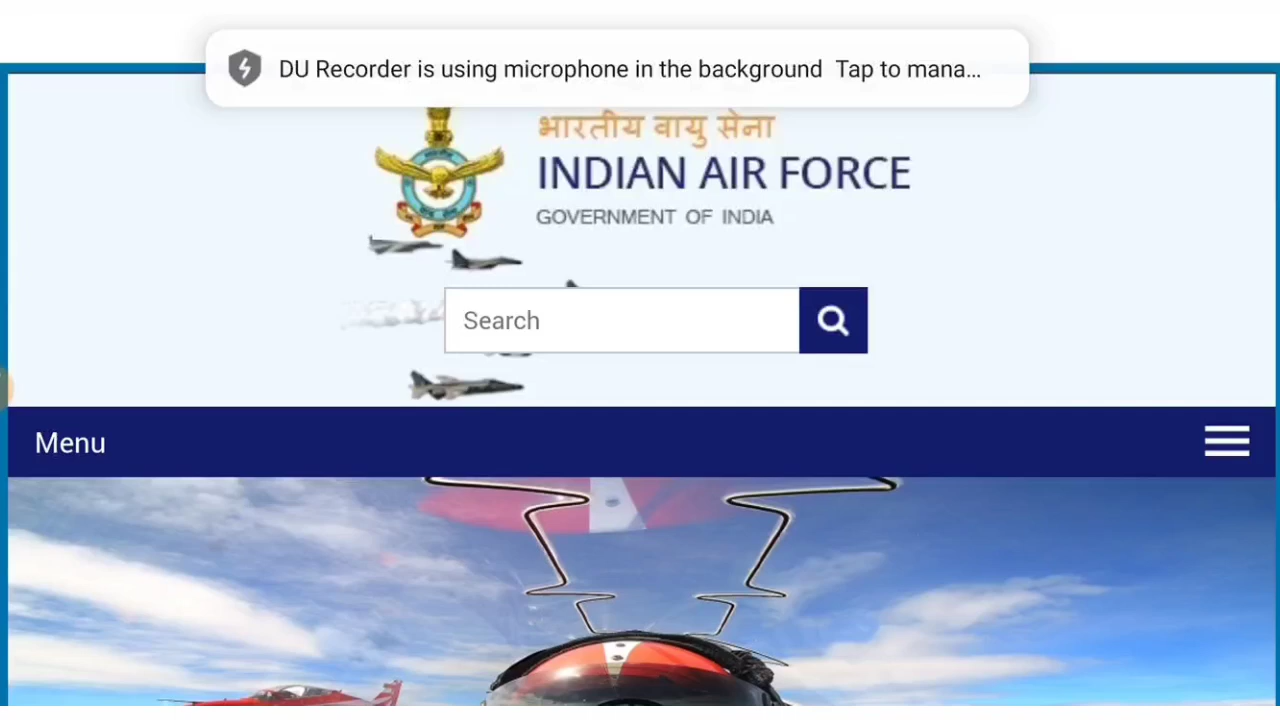 DU Recorder is using microphone in the background Tap to mana...
भारतीय वायु सेना
INDIAN AIR FORCE
GOVERNMENT OF INDIA
Search
Menu